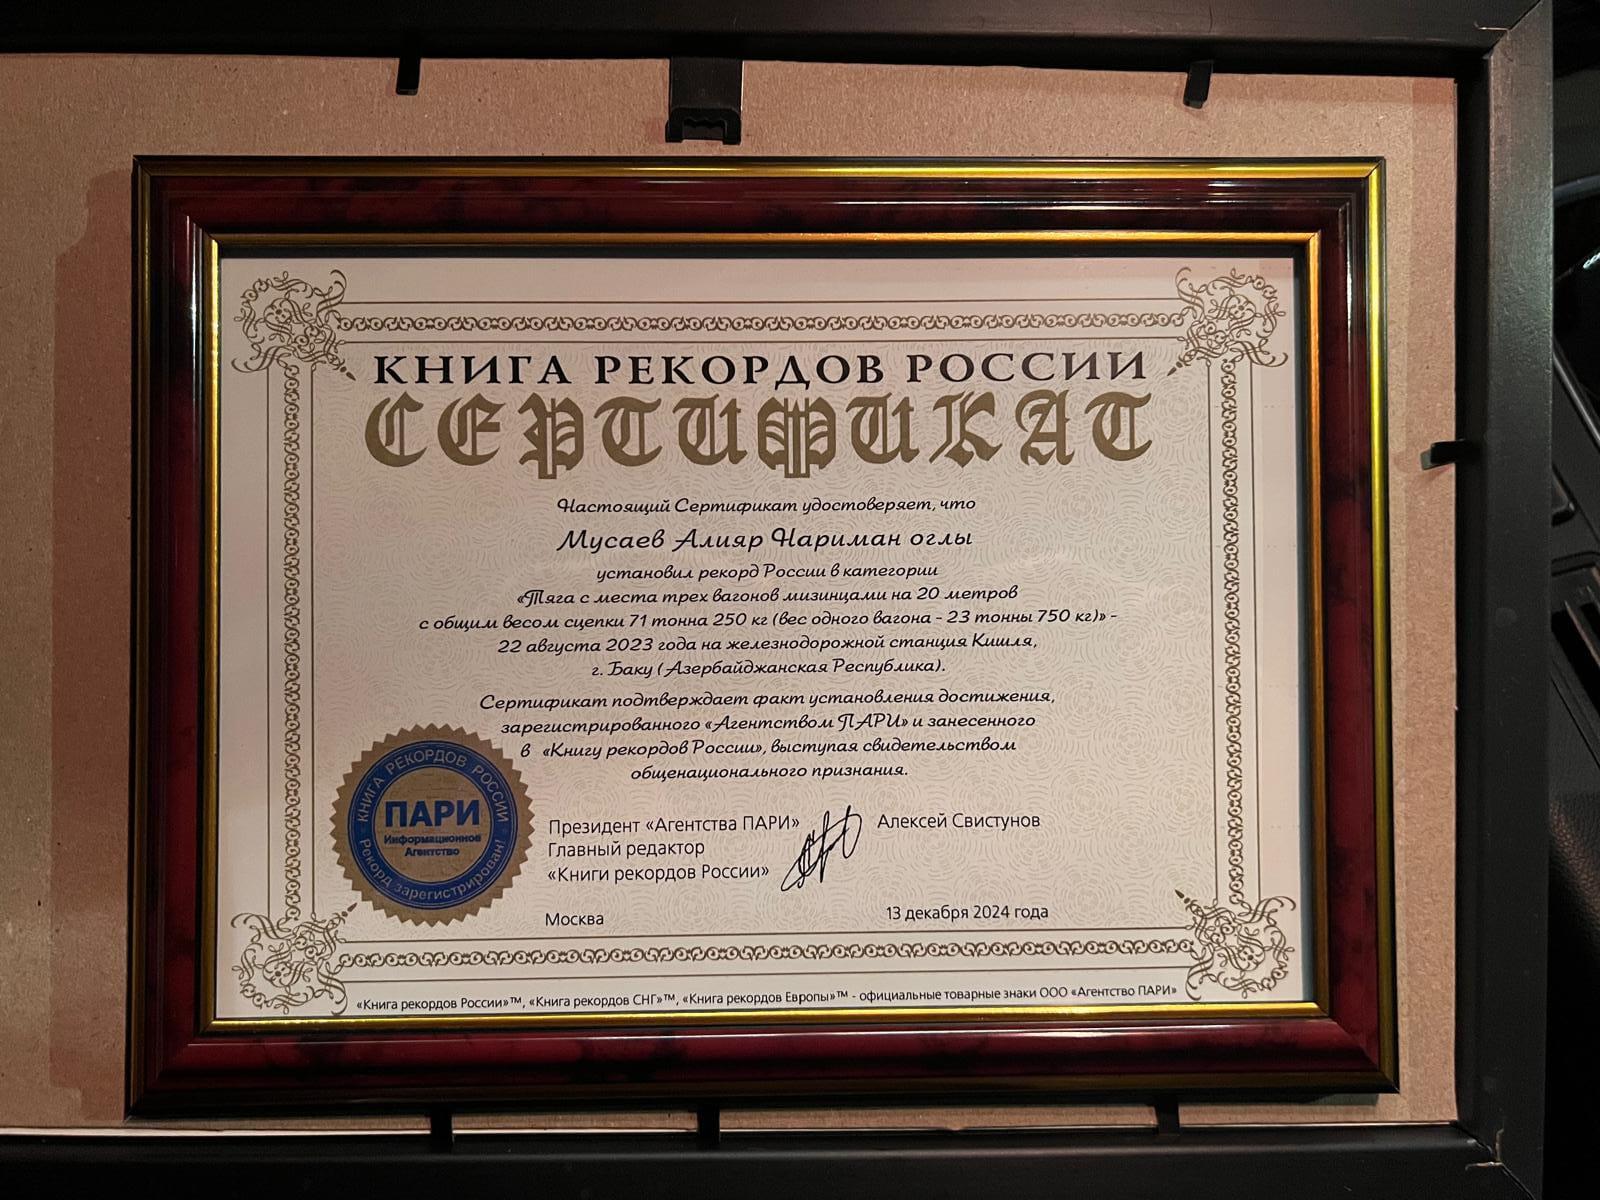 КНИГА РЕКОРДОВ РОССИИ
СЕРТИФИКАТ
Настоящий Сертификат удостоверяет, что
Мусаев Алияр Нариман оглы
установил рекорд России в категории
«Тяга с места трех вагонов мизинцами на 20 метров
с общим весом сцепки 71 тонна 250 кг (вес одного вагона - 23 тонны 750 кг)» -
22 августа 2023 года на железнодорожной станция Кишля,
г. Баку (Азербайджанская Республика).
Сертификат подтверждает факт установления достижения,
зарегистрированного «Агентством ПАРИ» и занесенного
в «Книгу рекордов России», выступая свидетельством
общенационального признания.
КНИГА РЕКОРДОВ РОССИИ
ПАРИ
Информационное
Агентство
Рекорд зарегистрирован!
Президент «Агентства ПАРИ» Алексей Свистунов
Главный редактор
«Книги рекордов России»
Москва 13 декабря 2024 года
«Книга рекордов России»™, «Книга рекордов СНГ»™, «Книга рекордов Европы»™ - официальные товарные знаки ООО «Агентство ПАРИ»